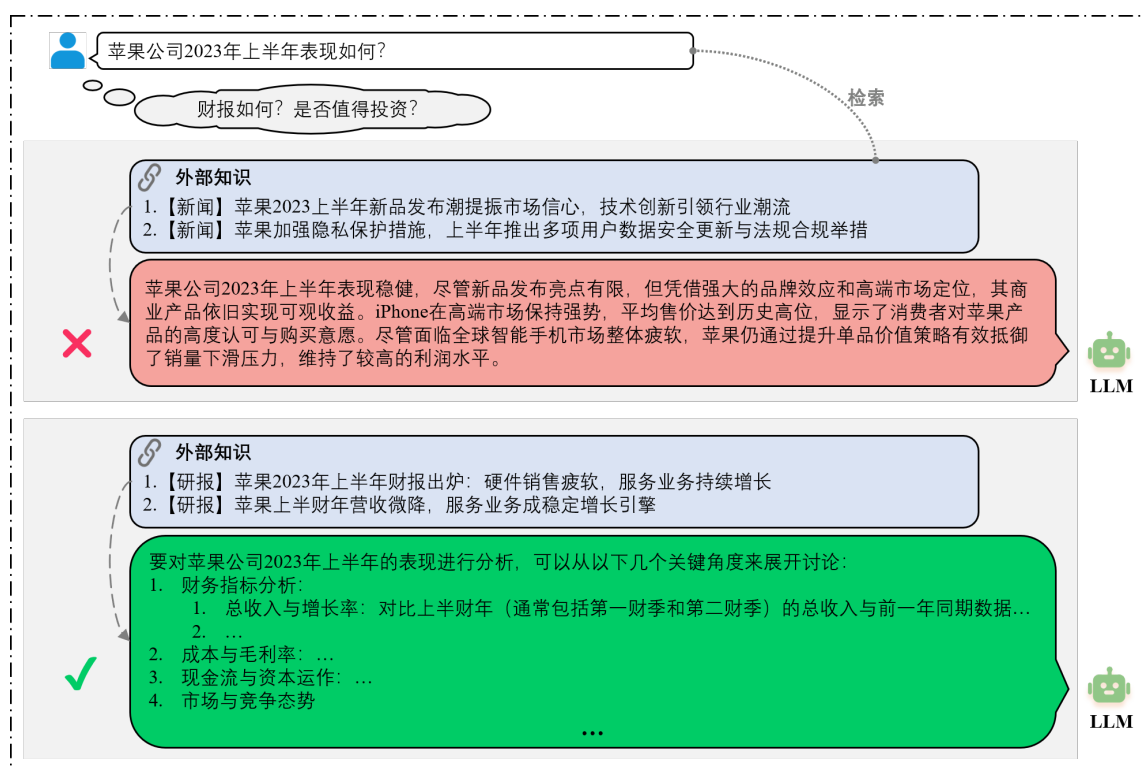 苹果公司2023年上半年表现如何？
财报如何？是否值得投资？
检索
外部知识
1.【新闻】苹果2023上半年新品发布潮提振市场信心，技术创新引领行业潮流
2.【新闻】苹果加强隐私保护措施，上半年推出多项用户数据安全更新与法规合规举措
苹果公司2023年上半年表现稳健，尽管新品发布亮点有限，但凭借强大的品牌效应和高端市场定位，其商
业产品依旧实现可观收益。iPhone在高端市场保持强势，平均售价达到历史高位，显示了消费者对苹果产
品的高度认可与购买意愿。尽管面临全球智能手机市场整体疲软，苹果仍通过提升单品价值策略有效抵御
了销量下滑压力，维持了较高的利润水平。
LLM
外部知识
1.【研报】苹果2023年上半年财报出炉：硬件销售疲软，服务业务持续增长
2.【研报】苹果上半财年营收微降，服务业务成稳定增长引擎
要对苹果公司2023年上半年的表现进行分析，可以从以下几个关键角度来展开讨论：
1. 财务指标分析：
1. 总收入与增长率：对比上半财年（通常包括第一财季和第二财季）的总收入与前一年同期数据…
2. …
2. 成本与毛利率：…
3. 现金流与资本运作：…
4. 市场与竞争态势
…
LLM